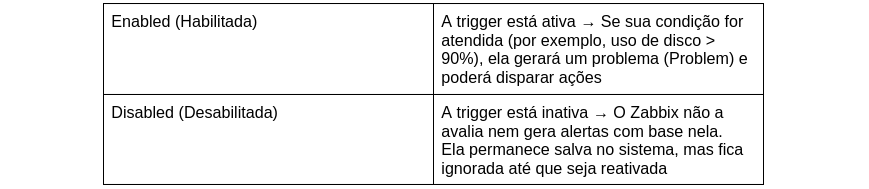 Enabled (Habilitada)
A trigger está ativa → Se sua condição for
atendida (por exemplo, uso de disco >
90%), ela gerará um problema (Problem) e
poderá disparar ações
Disabled (Desabilitada)
A trigger está inativa → O Zabbix não a
avalia nem gera alertas com base nela.
Ela permanece salva no sistema, mas fica
ignorada até que seja reativada